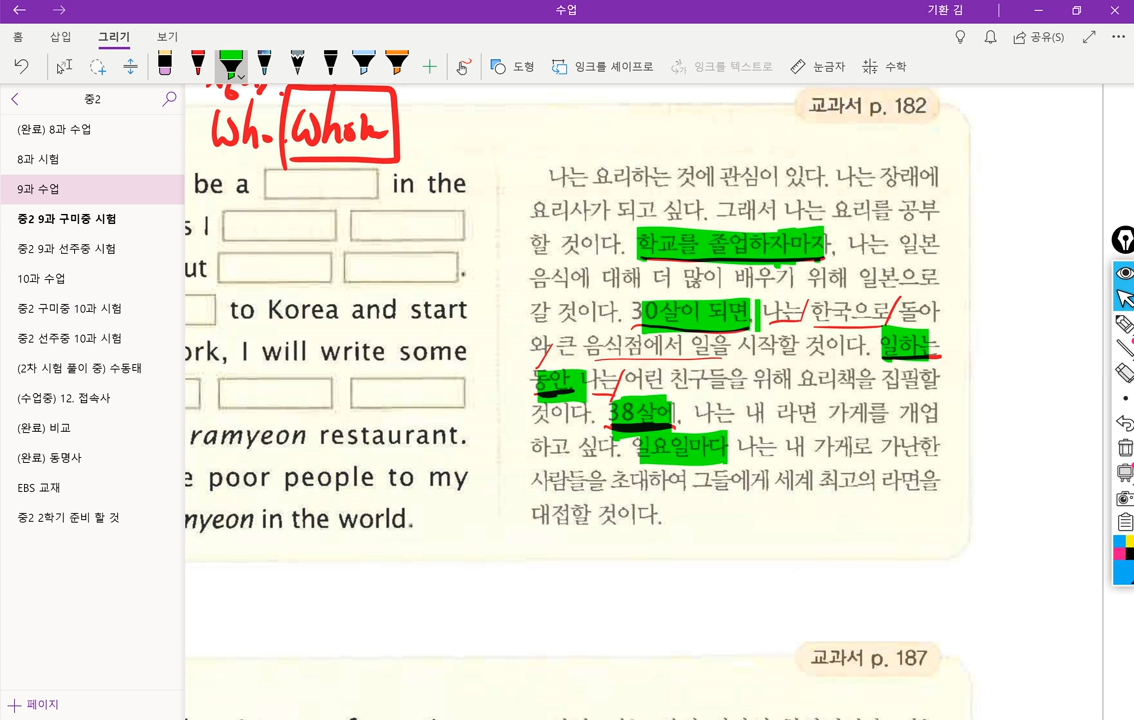 수업
기환 김
홈 삽입 그리기 보기
공유(S)
도형 잉크를 셰이프로 잉크를 텍스트로 눈금자 수학
중2
(완료) 8과 수업
8과 시험
9과 수업
중2 9과 구미중 시험
중2 9과 선주중 시험
10과 수업
중2 구미중 10과 시험
중2 선주중 10과 시험
(2차 시험 풀이 중) 수동태
(수업중) 12. 접속사
(완료) 비교
(완료) 동명사
EBS 교재
중2 2학기 준비 할 것
페이지
Wh. Whom
be a in the
s I
ut .
to Korea and start
ork, I will write some
ramyeon restaurant.
e poor people to my
myeon in the world.
교과서 p. 182
나는 요리하는 것에 관심이 있다. 나는 장래에
요리사가 되고 싶다. 그래서 나는 요리를 공부
할 것이다. 학교를 졸업하자마자, 나는 일본
음식에 대해 더 많이 배우기 위해 일본으로
갈 것이다. 30살이 되면, 나는 한국으로 돌아
와 큰 음식점에서 일을 시작할 것이다. 일하는
동안, 나는 어린 친구들을 위해 요리책을 집필할
것이다. 38살에, 나는 내 라면 가게를 개업
하고 싶다. 일요일마다 나는 내 가게로 가난한
사람들을 초대하여 그들에게 세계 최고의 라면을
대접할 것이다.
교과서 p. 187